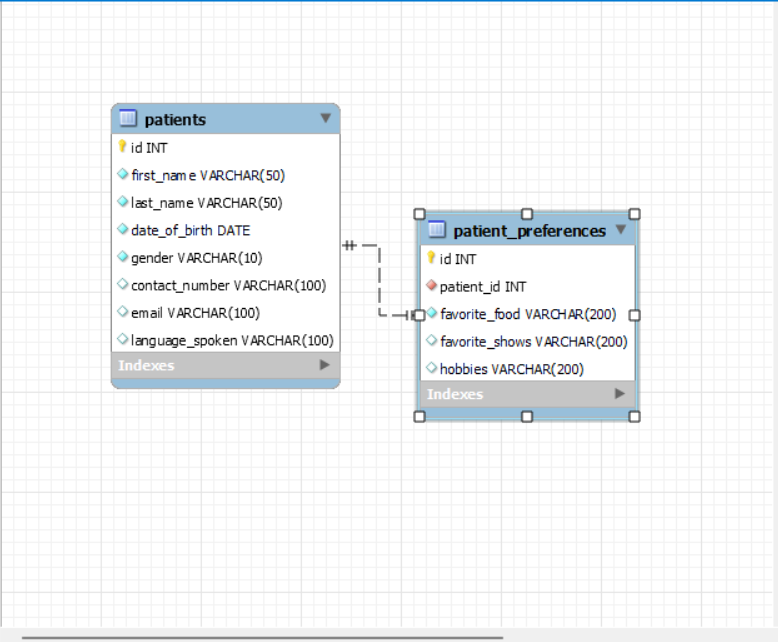 patients
id INT
first_name VARCHAR(50)
last_name VARCHAR(50)
date_of_birth DATE
gender VARCHAR(10)
contact_number VARCHAR(100)
email VARCHAR(100)
language_spoken VARCHAR(100)
Indexes
patient_preferences
id INT
patient_id INT
favorite_food VARCHAR(200)
favorite_shows VARCHAR(200)
hobbies VARCHAR(200)
Indexes